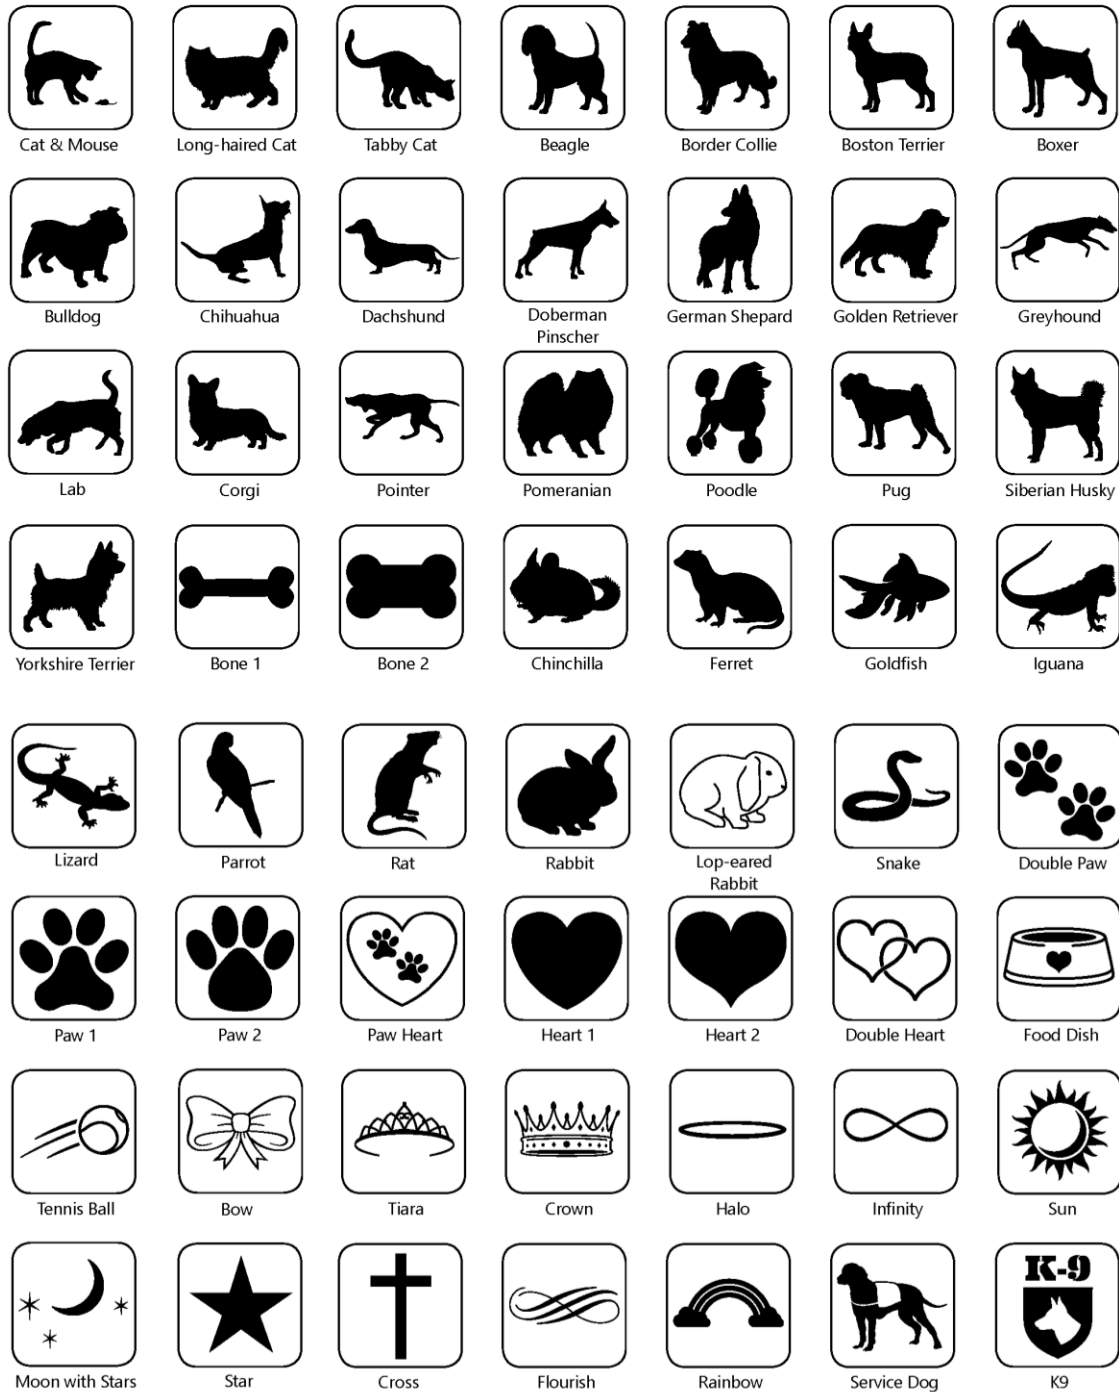 Cat & Mouse
Long-haired Cat
Tabby Cat
Beagle
Border Collie
Boston Terrier
Boxer
Bulldog
Chihuahua
Dachshund
Doberman
Pinscher
German Shepard
Golden Retriever
Greyhound
Lab
Corgi
Pointer
Pomeranian
Poodle
Pug
Siberian Husky
Yorkshire Terrier
Bone 1
Bone 2
Chinchilla
Ferret
Goldfish
Iguana
Lizard
Parrot
Rat
Rabbit
Lop-eared
Rabbit
Snake
Double Paw
Paw 1
Paw 2
Paw Heart
Heart 1
Heart 2
Double Heart
Food Dish
Tennis Ball
Bow
Tiara
Crown
Halo
Infinity
Sun
K-9
Moon with Stars
Star
Cross
Flourish
Rainbow
Service Dog
K9